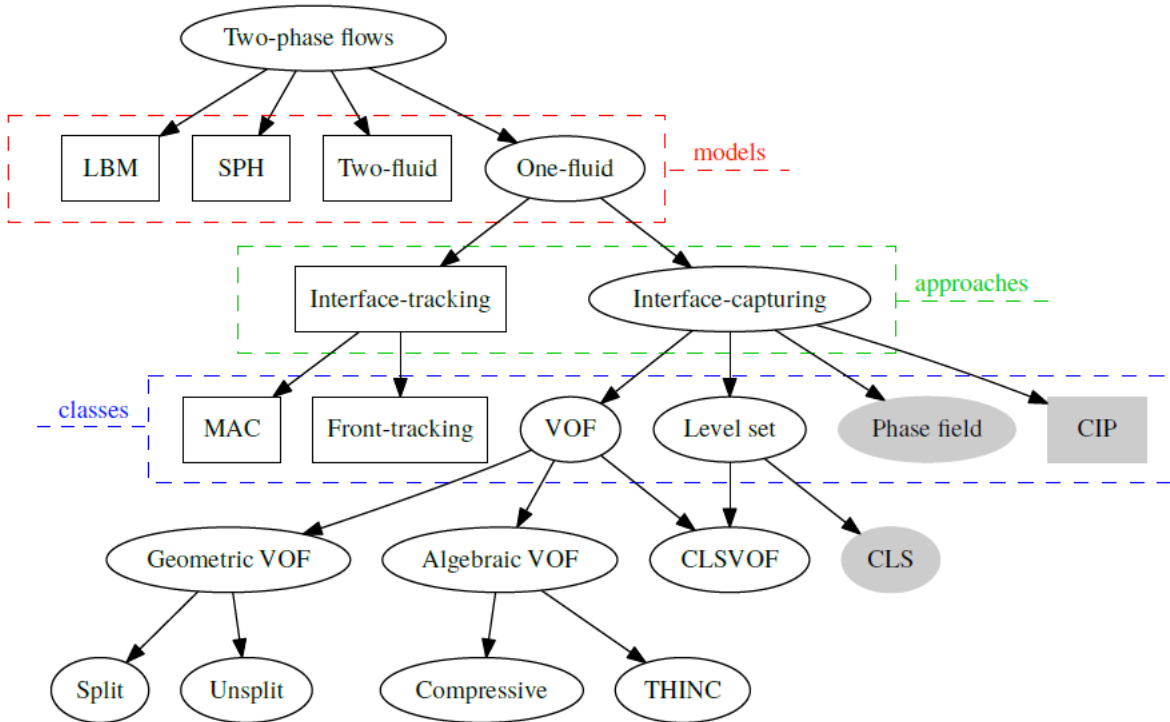 Two-phase flows
LBM
SPH
Two-fluid
One-fluid
models
Interface-tracking
Interface-capturing
approaches
classes
MAC
Front-tracking
VOF
Level set
Phase field
CIP
Geometric VOF
Algebraic VOF
CLSVOF
CLS
Split
Unsplit
Compressive
THINC